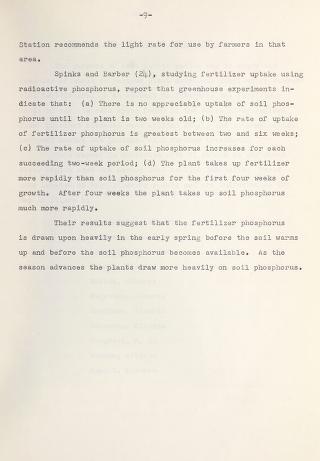 -9-
Station recommends the light rate for use by farmers in that
area.
Spinks and Barber (24), studying fertilizer uptake using
radioactive phosphorus, report that greenhouse experiments in-
dicate that: (a) There is no appreciable uptake of soil phos-
phorus until the plant is two weeks old; (b) The rate of uptake
of fertilizer phosphorus is greatest between two and six weeks;
(c) The rate of uptake of soil phosphorus increases for each
succeeding two-week period; (d) The plant takes up fertilizer
more rapidly than soil phosphorus for the first four weeks of
growth. After four weeks the plant takes up soil phosphorus
much more rapidly.
Their results suggest that the fertilizer phosphorus
is drawn upon heavily in the early spring before the soil warms
up and before the soil phosphorus becomes available. As the
season advances the plants draw more heavily on soil phosphorus.